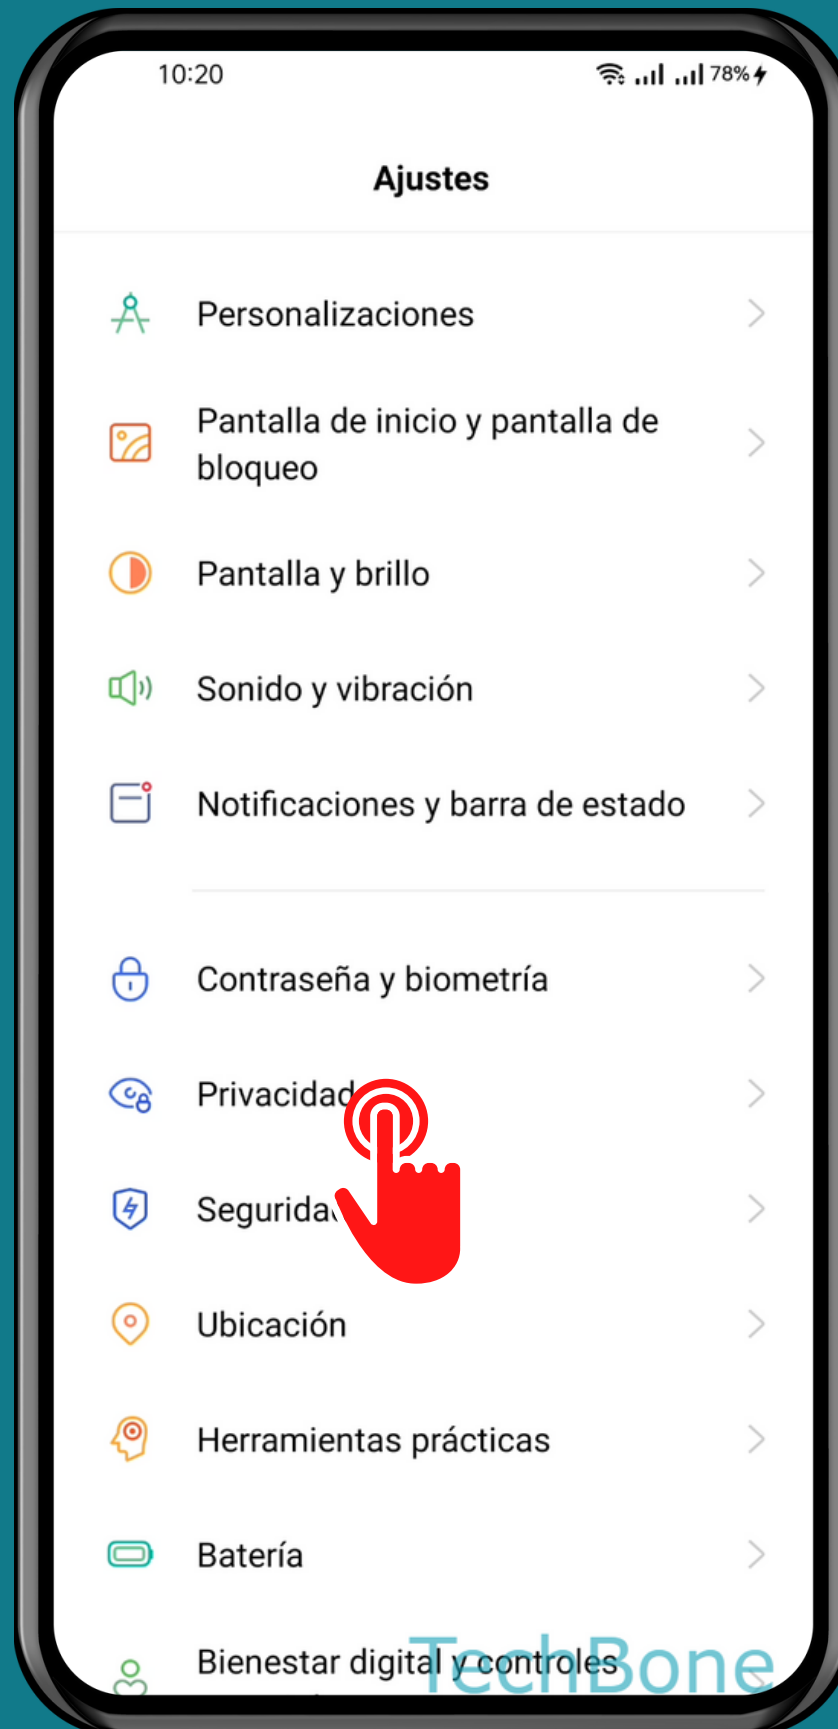 10:20
78%
Ajustes
Personalizaciones
Pantalla de inicio y pantalla de
bloqueo
Pantalla y brillo
Sonido y vibración
Notificaciones y barra de estado
Contraseña y biometría
Privacidad
Seguridad
Ubicación
Herramientas prácticas
Batería
Bienestar digital y controles
TechBone